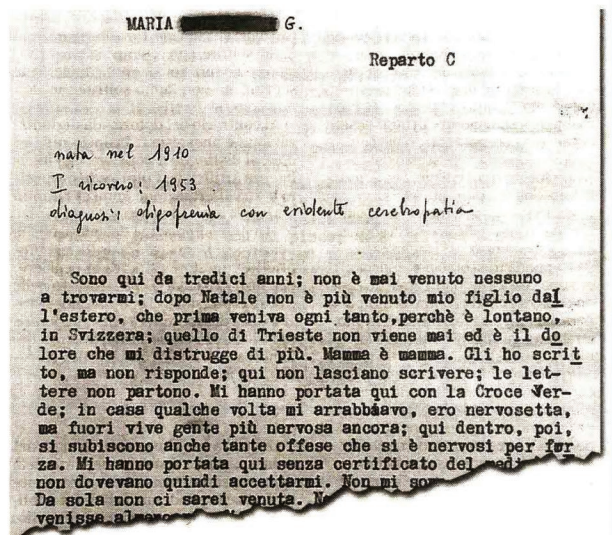 MARIA G.
Reparto C
nata nel 1910
I ricovero: 1953
diagnosi: oligofrenia con evidente cerebropatia
Sono qui da tredici anni; non è mai venuto nessuno
a trovarmi; dopo Natale non è più venuto mio figlio dal
l'estero, che prima veniva ogni tanto,perchè è lontano,
in Svizzera; quello di Trieste non viene mai ed è il do
lore che mi distrugge di più. Mamma è mamma. Gli ho scrit
to, ma non risponde; qui non lasciano scrivere; le let-
tere non partono. Mi hanno portata qui con la Croce Ver-
de; in casa qualche volta mi arrabbiavo, ero nervosetta,
ma fuori vive gente più nervosa ancora; qui dentro, poi,
si subiscono anche tante offese che si è nervosi per for
za. Mi hanno portata qui senza certificato del
non dovevano quindi accettarmi. Non mi
Da sola non ci sarei venuta.
venisse